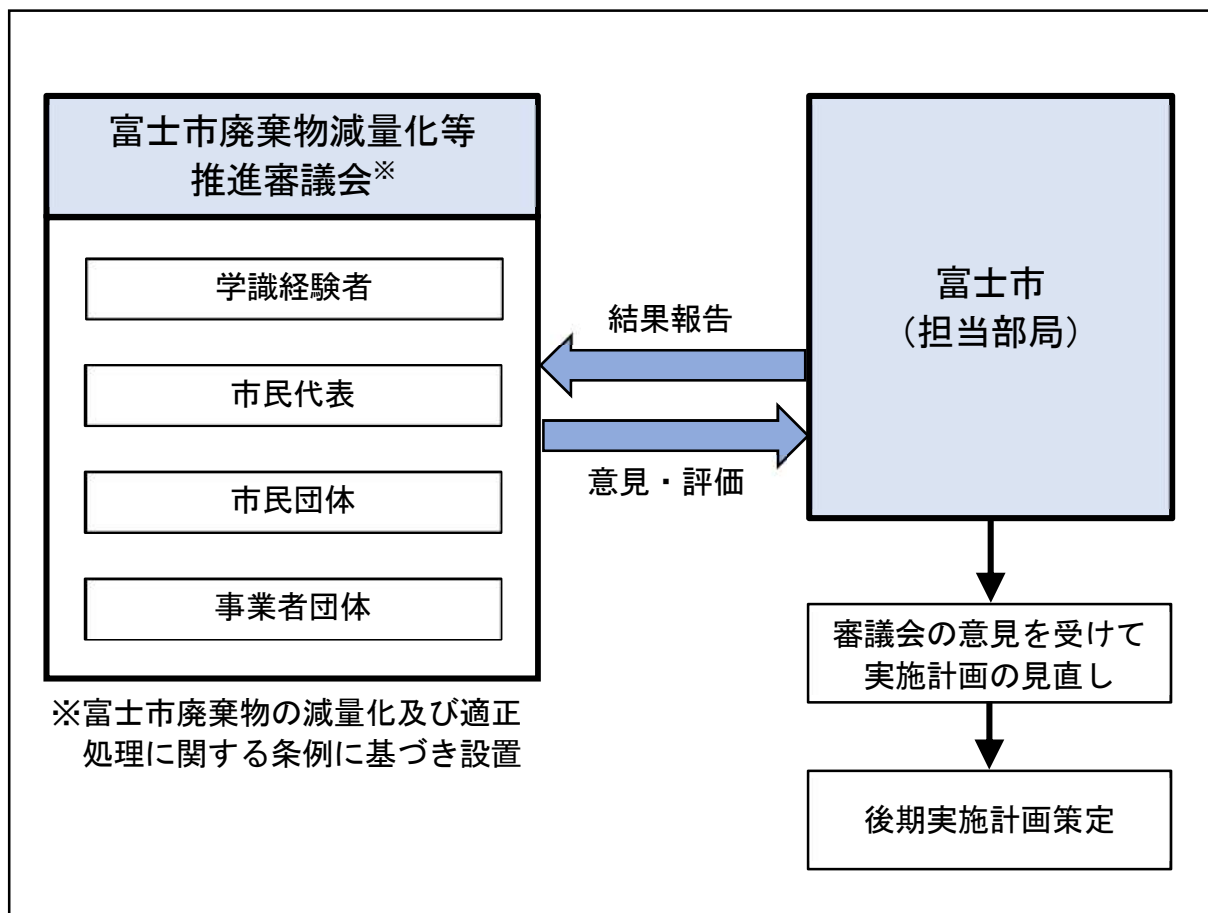 富士市廃棄物減量化等
推進審議会※
学識経験者
市民代表
市民団体
事業者団体
※富士市廃棄物の減量化及び適正
処理に関する条例に基づき設置
結果報告
意見・評価
富士市
（担当部局）
審議会の意見を受けて
実施計画の見直し
後期実施計画策定